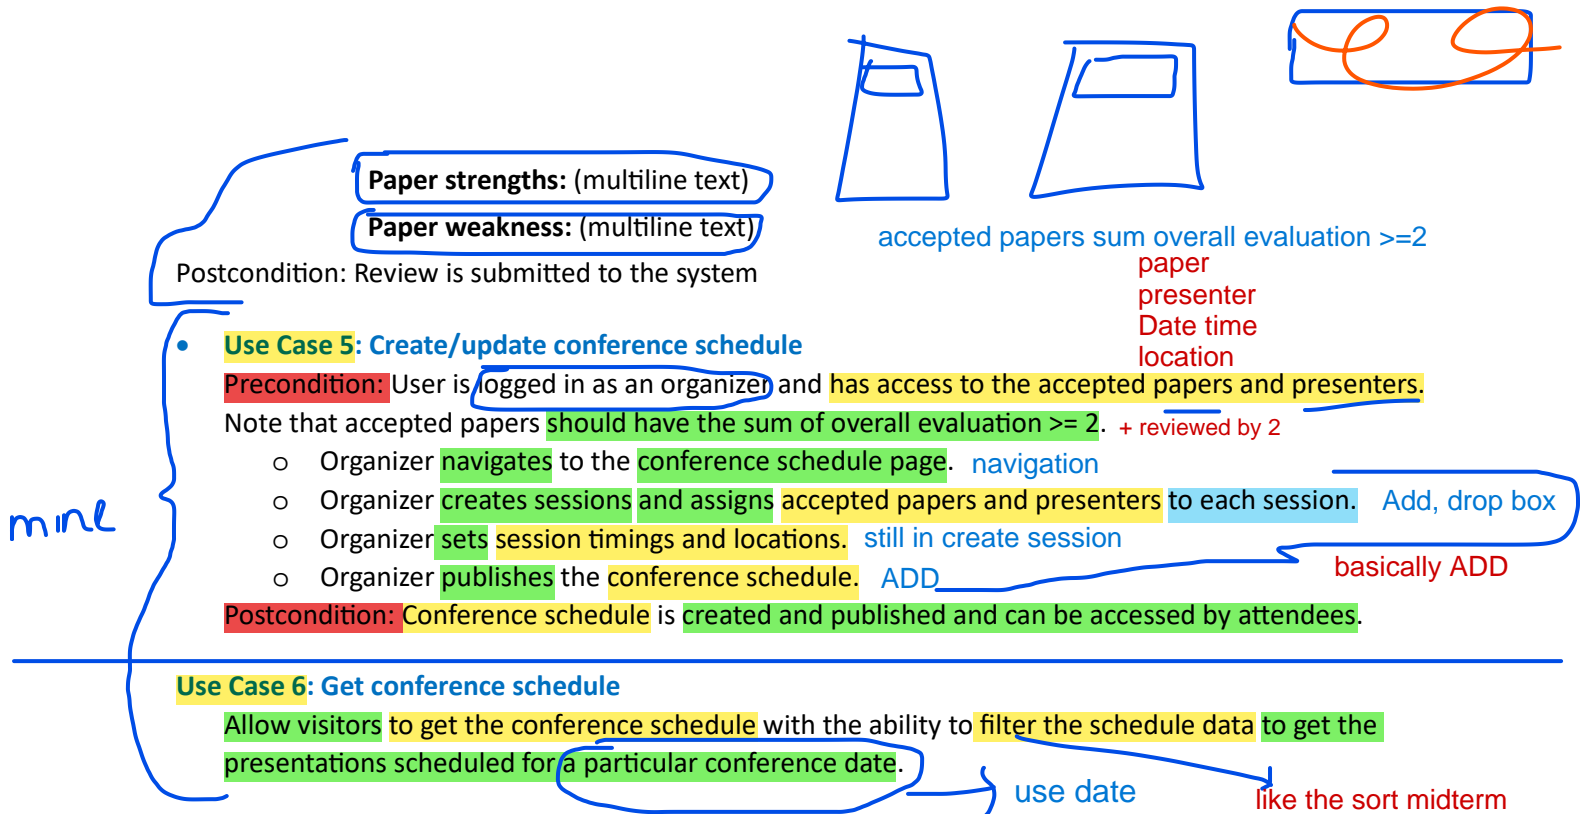 Paper strengths: (multiline text)
Paper weakness: (multiline text)
accepted papers sum overall evaluation >=2
paper
Postcondition: Review is submitted to the system
presenter
Date time
location
• Use Case 5: Create/update conference schedule
Precondition: User is logged in as an organizer and has access to the accepted papers and presenters.
Note that accepted papers should have the sum of overall evaluation >= 2. + reviewed by 2
o Organizer navigates to the conference schedule page. navigation
o Organizer creates sessions and assigns accepted papers and presenters to each session. Add, drop box
mine
o Organizer sets session timings and locations. still in create session
basically ADD
o Organizer publishes the conference schedule. ADD
Postcondition: Conference schedule is created and published and can be accessed by attendees.
Use Case 6: Get conference schedule
Allow visitors to get the conference schedule with the ability to filter the schedule data to get the
presentations scheduled for a particular conference date.
use date
like the sort midterm